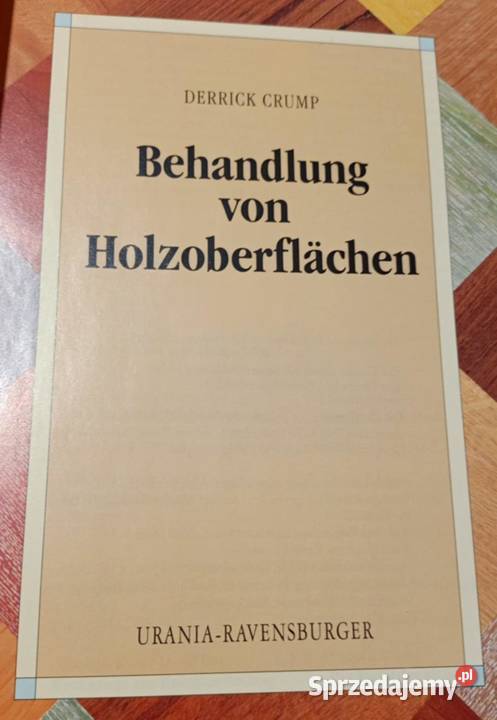 DERRICK CRUMP
Behandlung
von
Holzoberflächen
URANIA-RAVENSBURGER
Sprzedajemy.pl